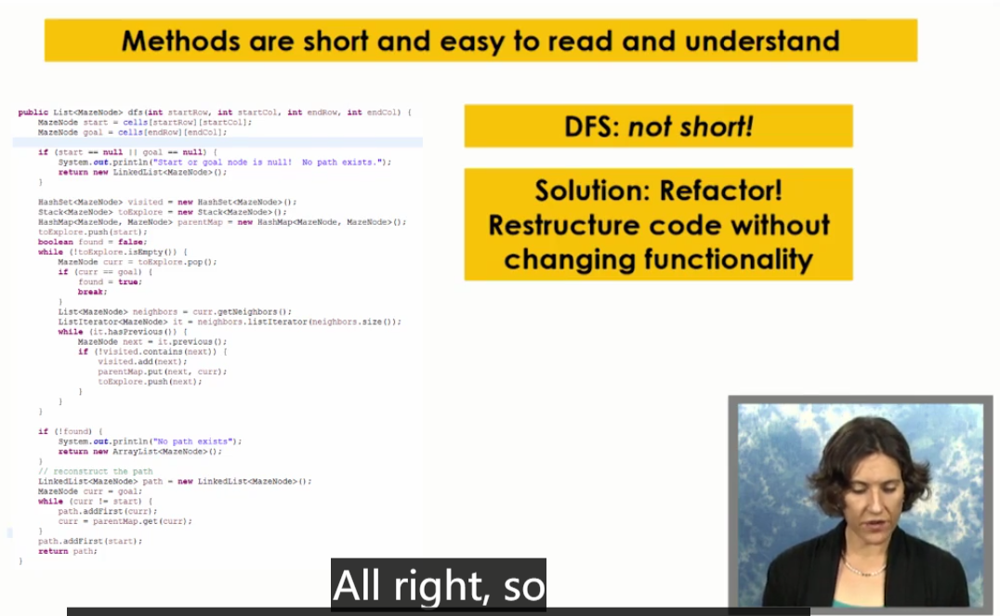 Methods are short and easy to read and understand
public List<MazeNode> dfs(int startRow, int startCol, int endRow, int endCol) {
MazeNode start = cells[startRow][startCol];
MazeNode goal = cells[endRow][endCol];
if (start == null || goal == null) {
System.out.println("Start or goal node is null!  No path exists.");
return new LinkedList<MazeNode>();
}
HashSet<MazeNode> visited = new HashSet<MazeNode>();
Stack<MazeNode> toExplore = new Stack<MazeNode>();
HashMap<MazeNode, MazeNode> parentMap = new HashMap<MazeNode, MazeNode>();
toExplore.push(start);
boolean found = false;
while (!toExplore.isEmpty()) {
MazeNode curr = toExplore.pop();
if (curr == goal) {
found = true;
break;
}
List<MazeNode> neighbors = curr.getNeighbors();
ListIterator<MazeNode> it = neighbors.listIterator(neighbors.size());
while (it.hasPrevious()) {
MazeNode next = it.previous();
if (!visited.contains(next)) {
visited.add(next);
parentMap.put(next, curr);
toExplore.push(next);
}
}
}
if (!found) {
System.out.println("No path exists");
return new ArrayList<MazeNode>();
}
// reconstruct the path
LinkedList<MazeNode> path = new LinkedList<MazeNode>();
MazeNode curr = goal;
while (curr != start) {
path.addFirst(curr);
curr = parentMap.get(curr);
}
path.addFirst(start);
return path;
}
DFS: not short!
Solution: Refactor!
Restructure code without
changing functionality
All right, so